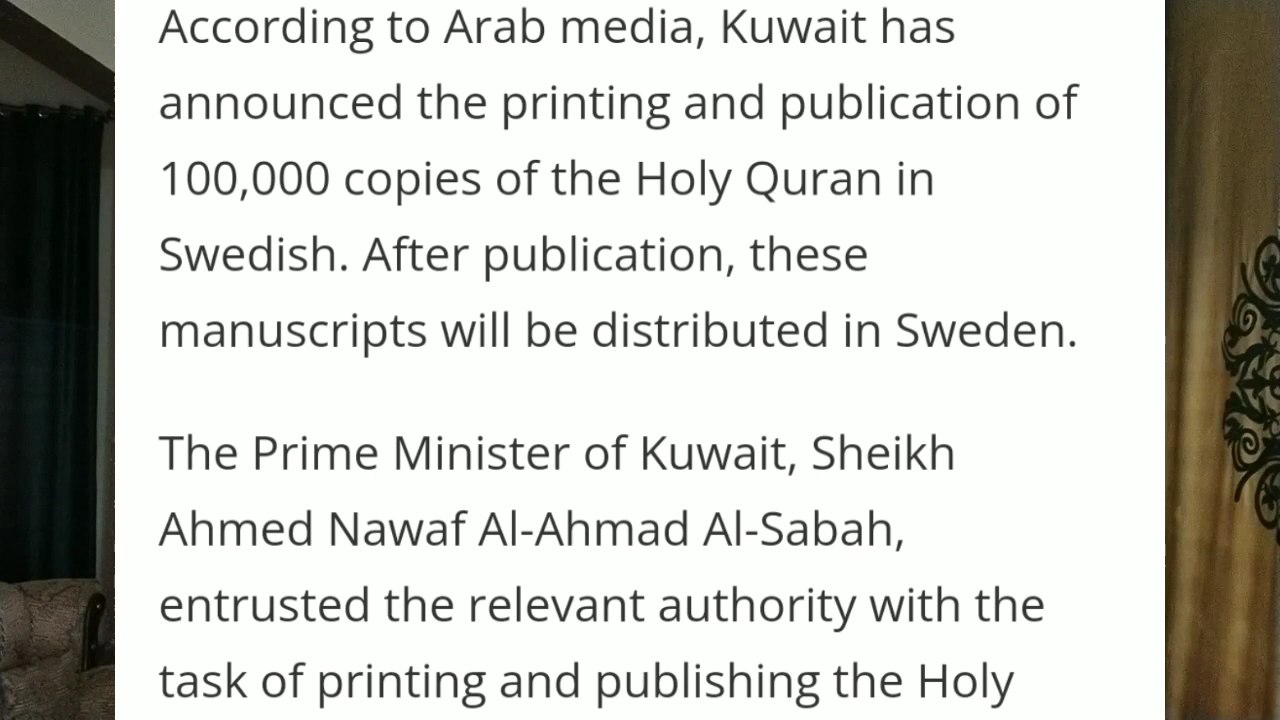 According to Arab media, Kuwait has
announced the printing and publication of
100,000 copies of the Holy Quran in
Swedish. After publication, these
manuscripts will be distributed in Sweden.
The Prime Minister of Kuwait, Sheikh
Ahmed Nawaf Al-Ahmad Al-Sabah,
entrusted the relevant authority with the
task of printing and publishing the Holy